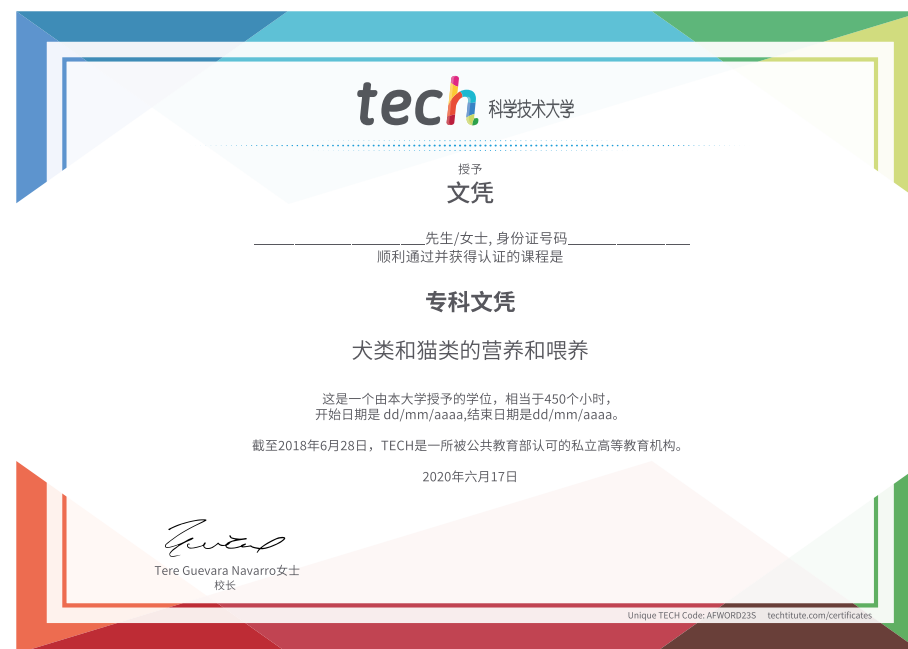 tech 科学技术大学
授予
文凭
先生/女士, 身份证号码
顺利通过并获得认证的课程是
专科文凭
犬类和猫类的营养和喂养
这是一个由本大学授予的学位，相当于450个小时，
开始日期是 dd/mm/aaaa,结束日期是dd/mm/aaaa。
截至2018年6月28日，TECH是一所被公共教育部认可的私立高等教育机构。
2020年六月17日
Tere Guevara Navarro女士
校长
Unique TECH Code: AFWORD23S techtitute.com/certificates